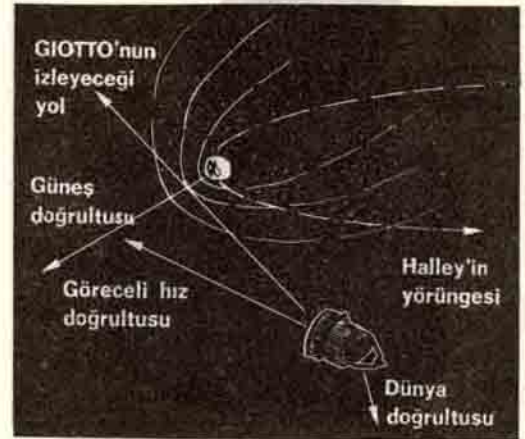 GIOTTO'nun
izleyeceği
yol
Güneş
doğrultusu
Göreceli hız
doğrultusu
Halley'in
yörüngesi
Dünya
doğrultusu